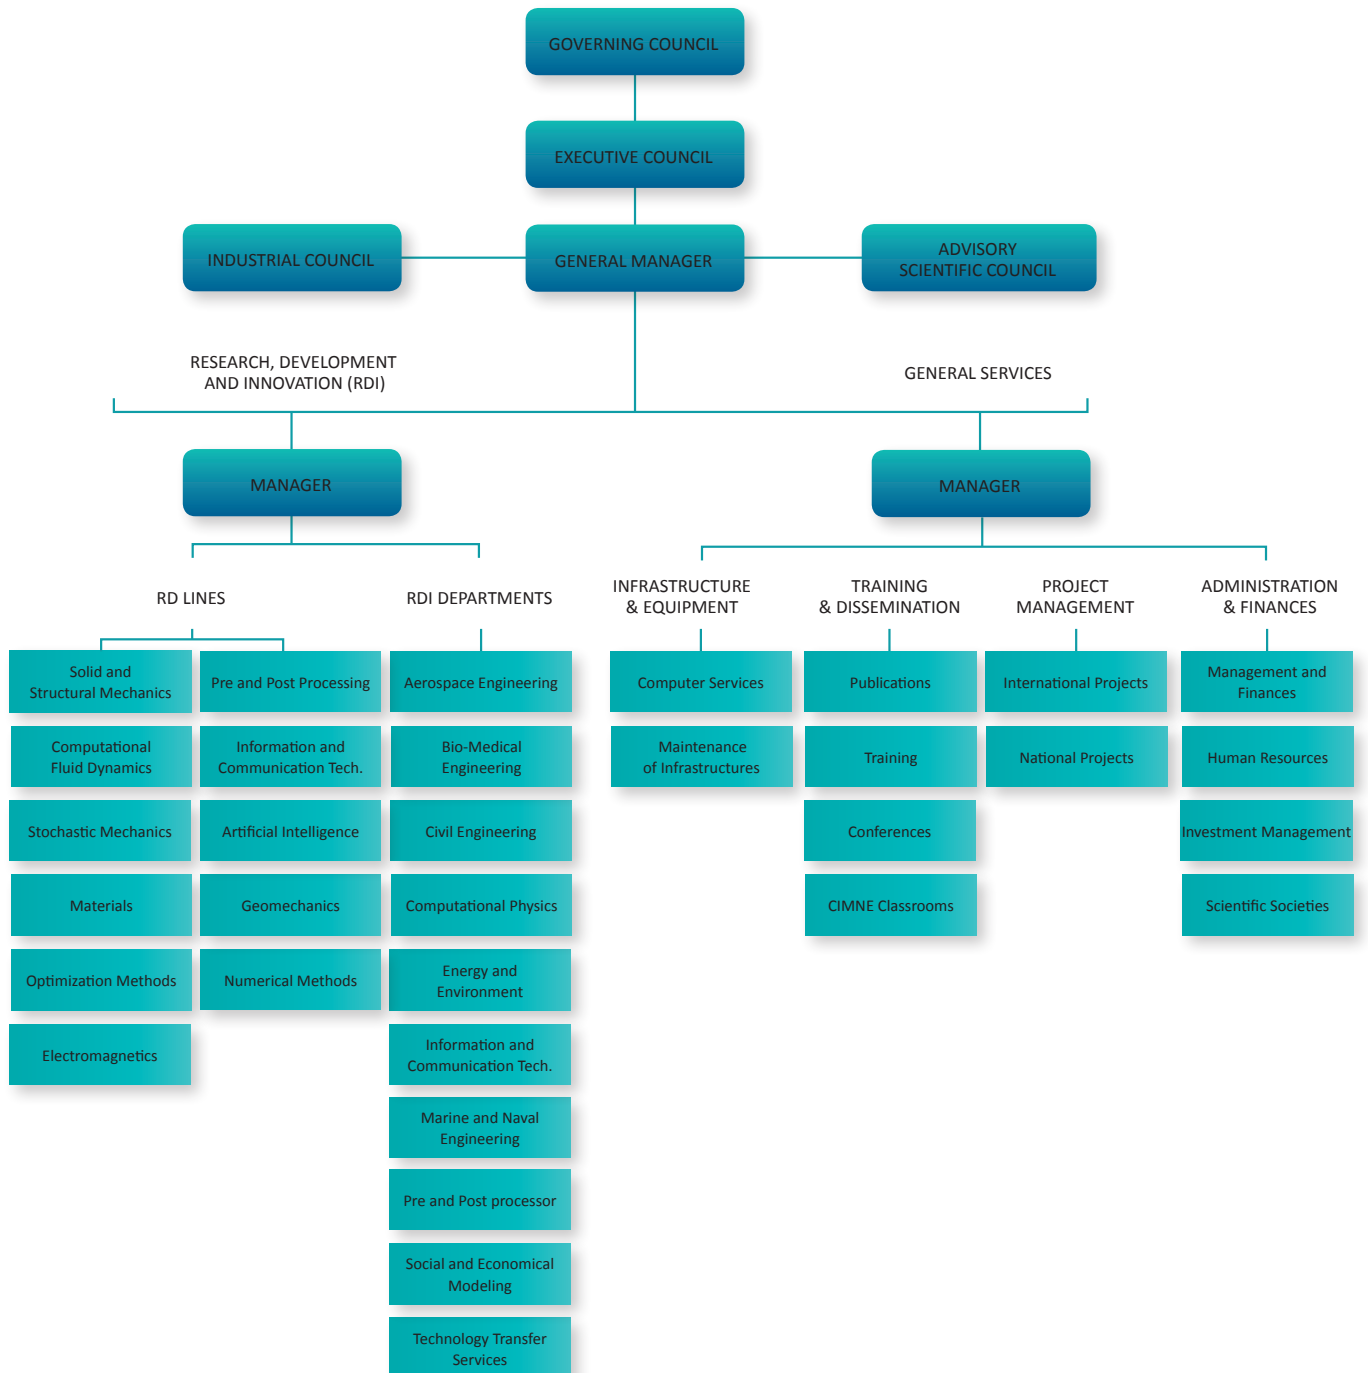 GOVERNING COUNCIL
EXECUTIVE COUNCIL
INDUSTRIAL COUNCIL
GENERAL MANAGER
ADVISORY
SCIENTIFIC COUNCIL
RESEARCH, DEVELOPMENT
AND INNOVATION (RDI)
GENERAL SERVICES
MANAGER
MANAGER
RD LINES
RDI DEPARTMENTS
INFRASTRUCTURE
& EQUIPMENT
TRAINING
& DISSEMINATION
PROJECT
MANAGEMENT
ADMINISTRATION
& FINANCES
Solid and
Structural Mechanics
Computational
Fluid Dynamics
Stochastic Mechanics
Materials
Optimization Methods
Electromagnetics
Pre and Post Processing
Information and
Communication Tech.
Artificial Intelligence
Geomechanics
Numerical Methods
Aerospace Engineering
Bio-Medical
Engineering
Civil Engineering
Computational Physics
Energy and
Environment
Information and
Communication Tech.
Marine and Naval
Engineering
Pre and Post processor
Social and Economical
Modeling
Technology Transfer
Services
Computer Services
Maintenance
of Infrastructures
Publications
Training
Conferences
CIMNE Classrooms
International Projects
National Projects
Management and
Finances
Human Resources
Investment Management
Scientific Societies